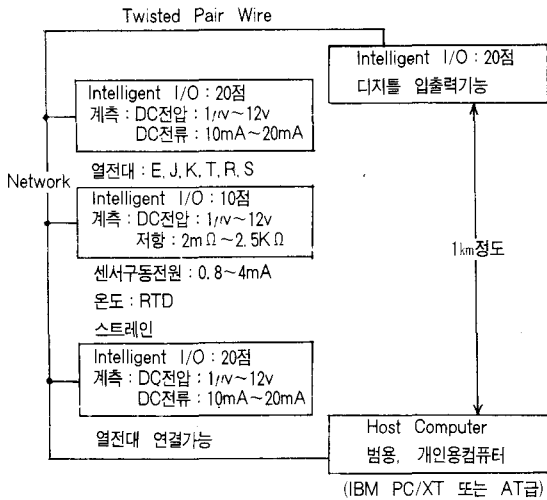 Twisted Pair Wire
Intelligent I/O : 20점
디지틀 입출력기능
Intelligent I/O : 20점
계측 : DC전압 : 1μv~12v
DC전류 : 10mA~20mA
열전대 : E, J, K, T, R, S
Network
Intelligent I/O : 10점
계측 : DC전압 : 1μv~12v
저항 : 2mΩ~2.5KΩ
센서구동전원 : 0.8~4mA
온도 : RTD
스트레인
1㎞정도
Intelligent I/O : 20점
계측 : DC전압 : 1μv~12v
DC전류 : 10mA~20mA
열전대 연결가능
Host Computer
범용, 개인용컴퓨터
(IBM PC/XT 또는 AT급)